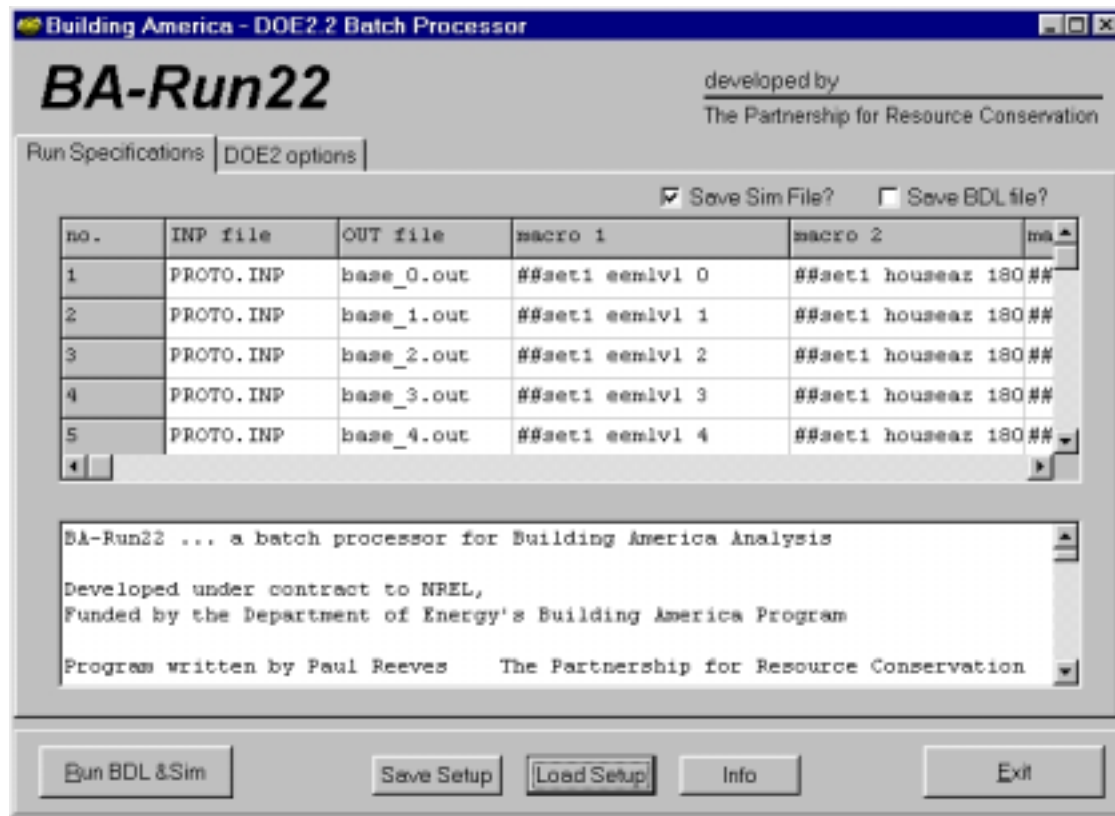 Building America - DOE2.2 Batch Processor
BA-Run22
developed by
The Partnership for Resource Conservation
Run Specifications DOE2 options
Save Sim File? Save BDL file?
no. INP file OUT file macro 1 macro 2 ma
1 PROTO.INP base_0.out ##set1 eemlvl 0 ##set1 houseaz 180 ##
2 PROTO.INP base_1.out ##set1 eemlvl 1 ##set1 houseaz 180 ##
3 PROTO.INP base_2.out ##set1 eemlvl 2 ##set1 houseaz 180 ##
4 PROTO.INP base_3.out ##set1 eemlvl 3 ##set1 houseaz 180 ##
5 PROTO.INP base_4.out ##set1 eemlvl 4 ##set1 houseaz 180 ##
BA-Run22 ... a batch processor for Building America Analysis
Developed under contract to NREL,
Funded by the Department of Energy's Building America Program
Program written by Paul Reeves The Partnership for Resource Conservation
Run BDL &Sim Save Setup Load Setup Info Exit